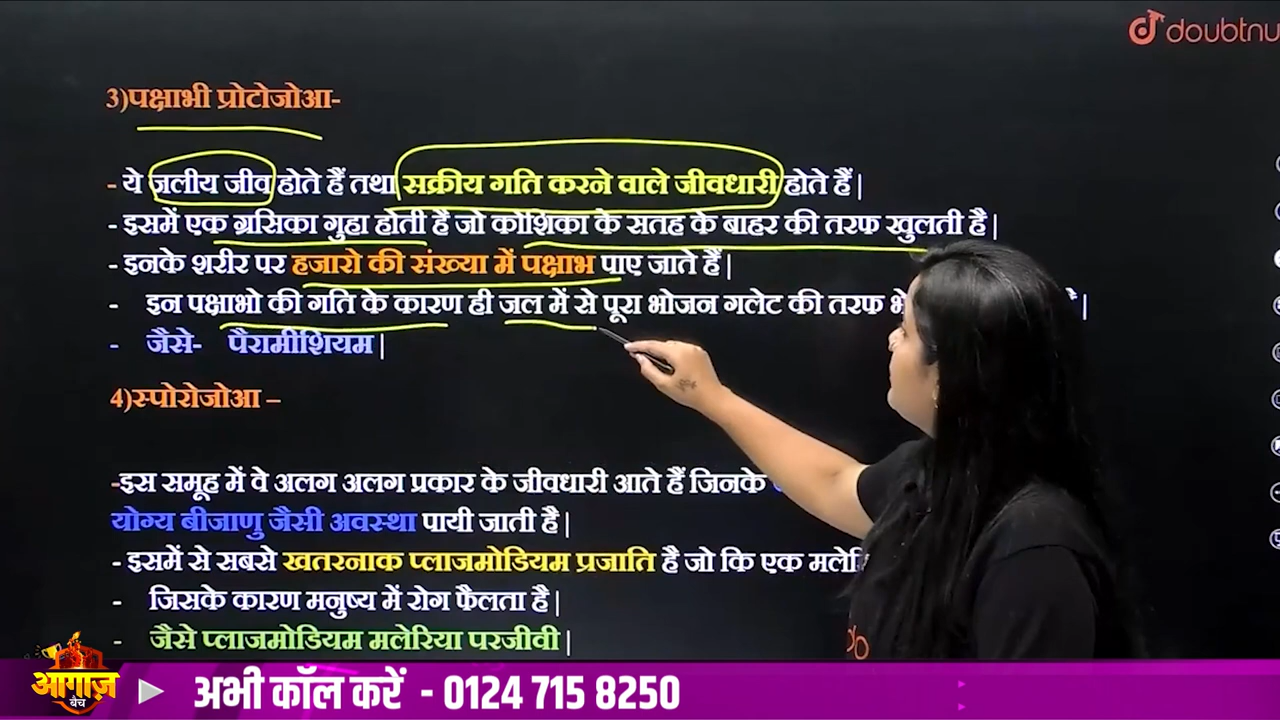 doubtnu
3)पक्षाभी प्रोटोजोआ-
- ये जलीय जीव होते हैं तथा सक्रीय गति करने वाले जीवधारी होते हैं|
- इसमें एक ग्रसिका गुहा होती है जो कोशिका के सतह के बाहर की तरफ खुलती है|
- इनके शरीर पर हजारो की संख्या में पक्षाभ पाए जाते हैं|
- इन पक्षाभो की गति के कारण ही जल में से पूरा भोजन गलेट की तरफ
- जैसे- पैरामीशियम|
4)स्पोरोजोआ –
-इस समूह में वे अलग अलग प्रकार के जीवधारी आते हैं जिनके
योग्य बीजाणु जैसी अवस्था पायी जाती है|
- इसमें से सबसे खतरनाक प्लाजमोडियम प्रजाति है जो कि एक
- जिसके कारण मनुष्य में रोग फैलता है|
- जैसे प्लाजमोडियम मलेरिया परजीवी|
आगाज़
बैच
अभी कॉल करें - 0124 715 8250